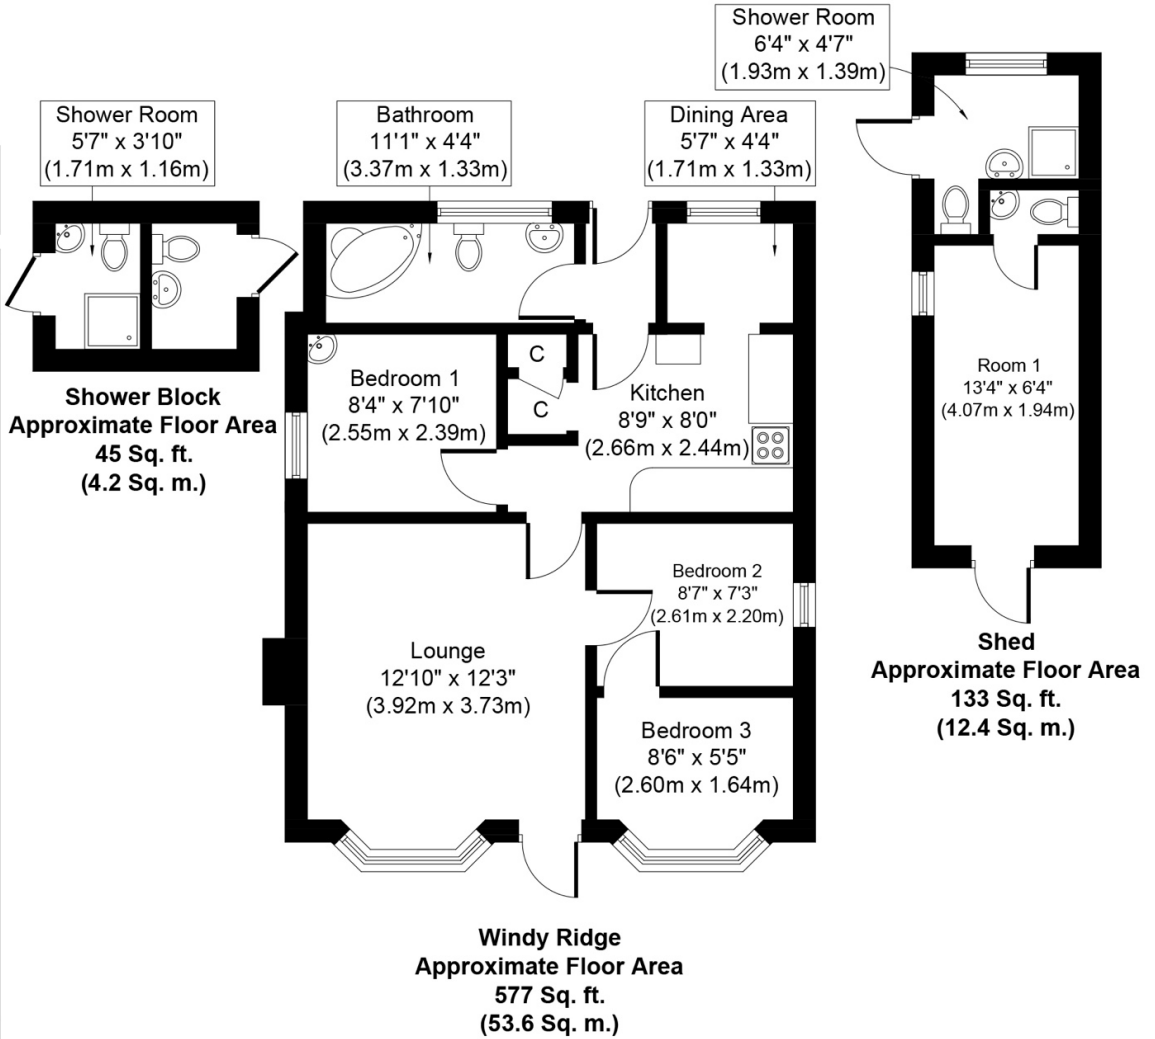 Shower Room
6'4" x 4'7"
(1.93m x 1.39m)
Shower Room
5'7" x 3'10"
(1.71m x 1.16m)
Bathroom
11'1" x 4'4"
(3.37m x 1.33m)
Dining Area
5'7" x 4'4"
(1.71m x 1.33m)
Shower Block
Approximate Floor Area
45 Sq. ft.
(4.2 Sq. m.)
Bedroom 1
8'4" x 7'10"
(2.55m x 2.39m)
C
C
Kitchen
8'9" x 8'0"
(2.66m x 2.44m)
Room 1
13'4" x 6'4"
(4.07m x 1.94m)
Lounge
12'10" x 12'3"
(3.92m x 3.73m)
Bedroom 2
8'7" x 7'3"
(2.61m x 2.20m)
Bedroom 3
8'6" x 5'5"
(2.60m x 1.64m)
Shed
Approximate Floor Area
133 Sq. ft.
(12.4 Sq. m.)
Windy Ridge
Approximate Floor Area
577 Sq. ft.
(53.6 Sq. m.)